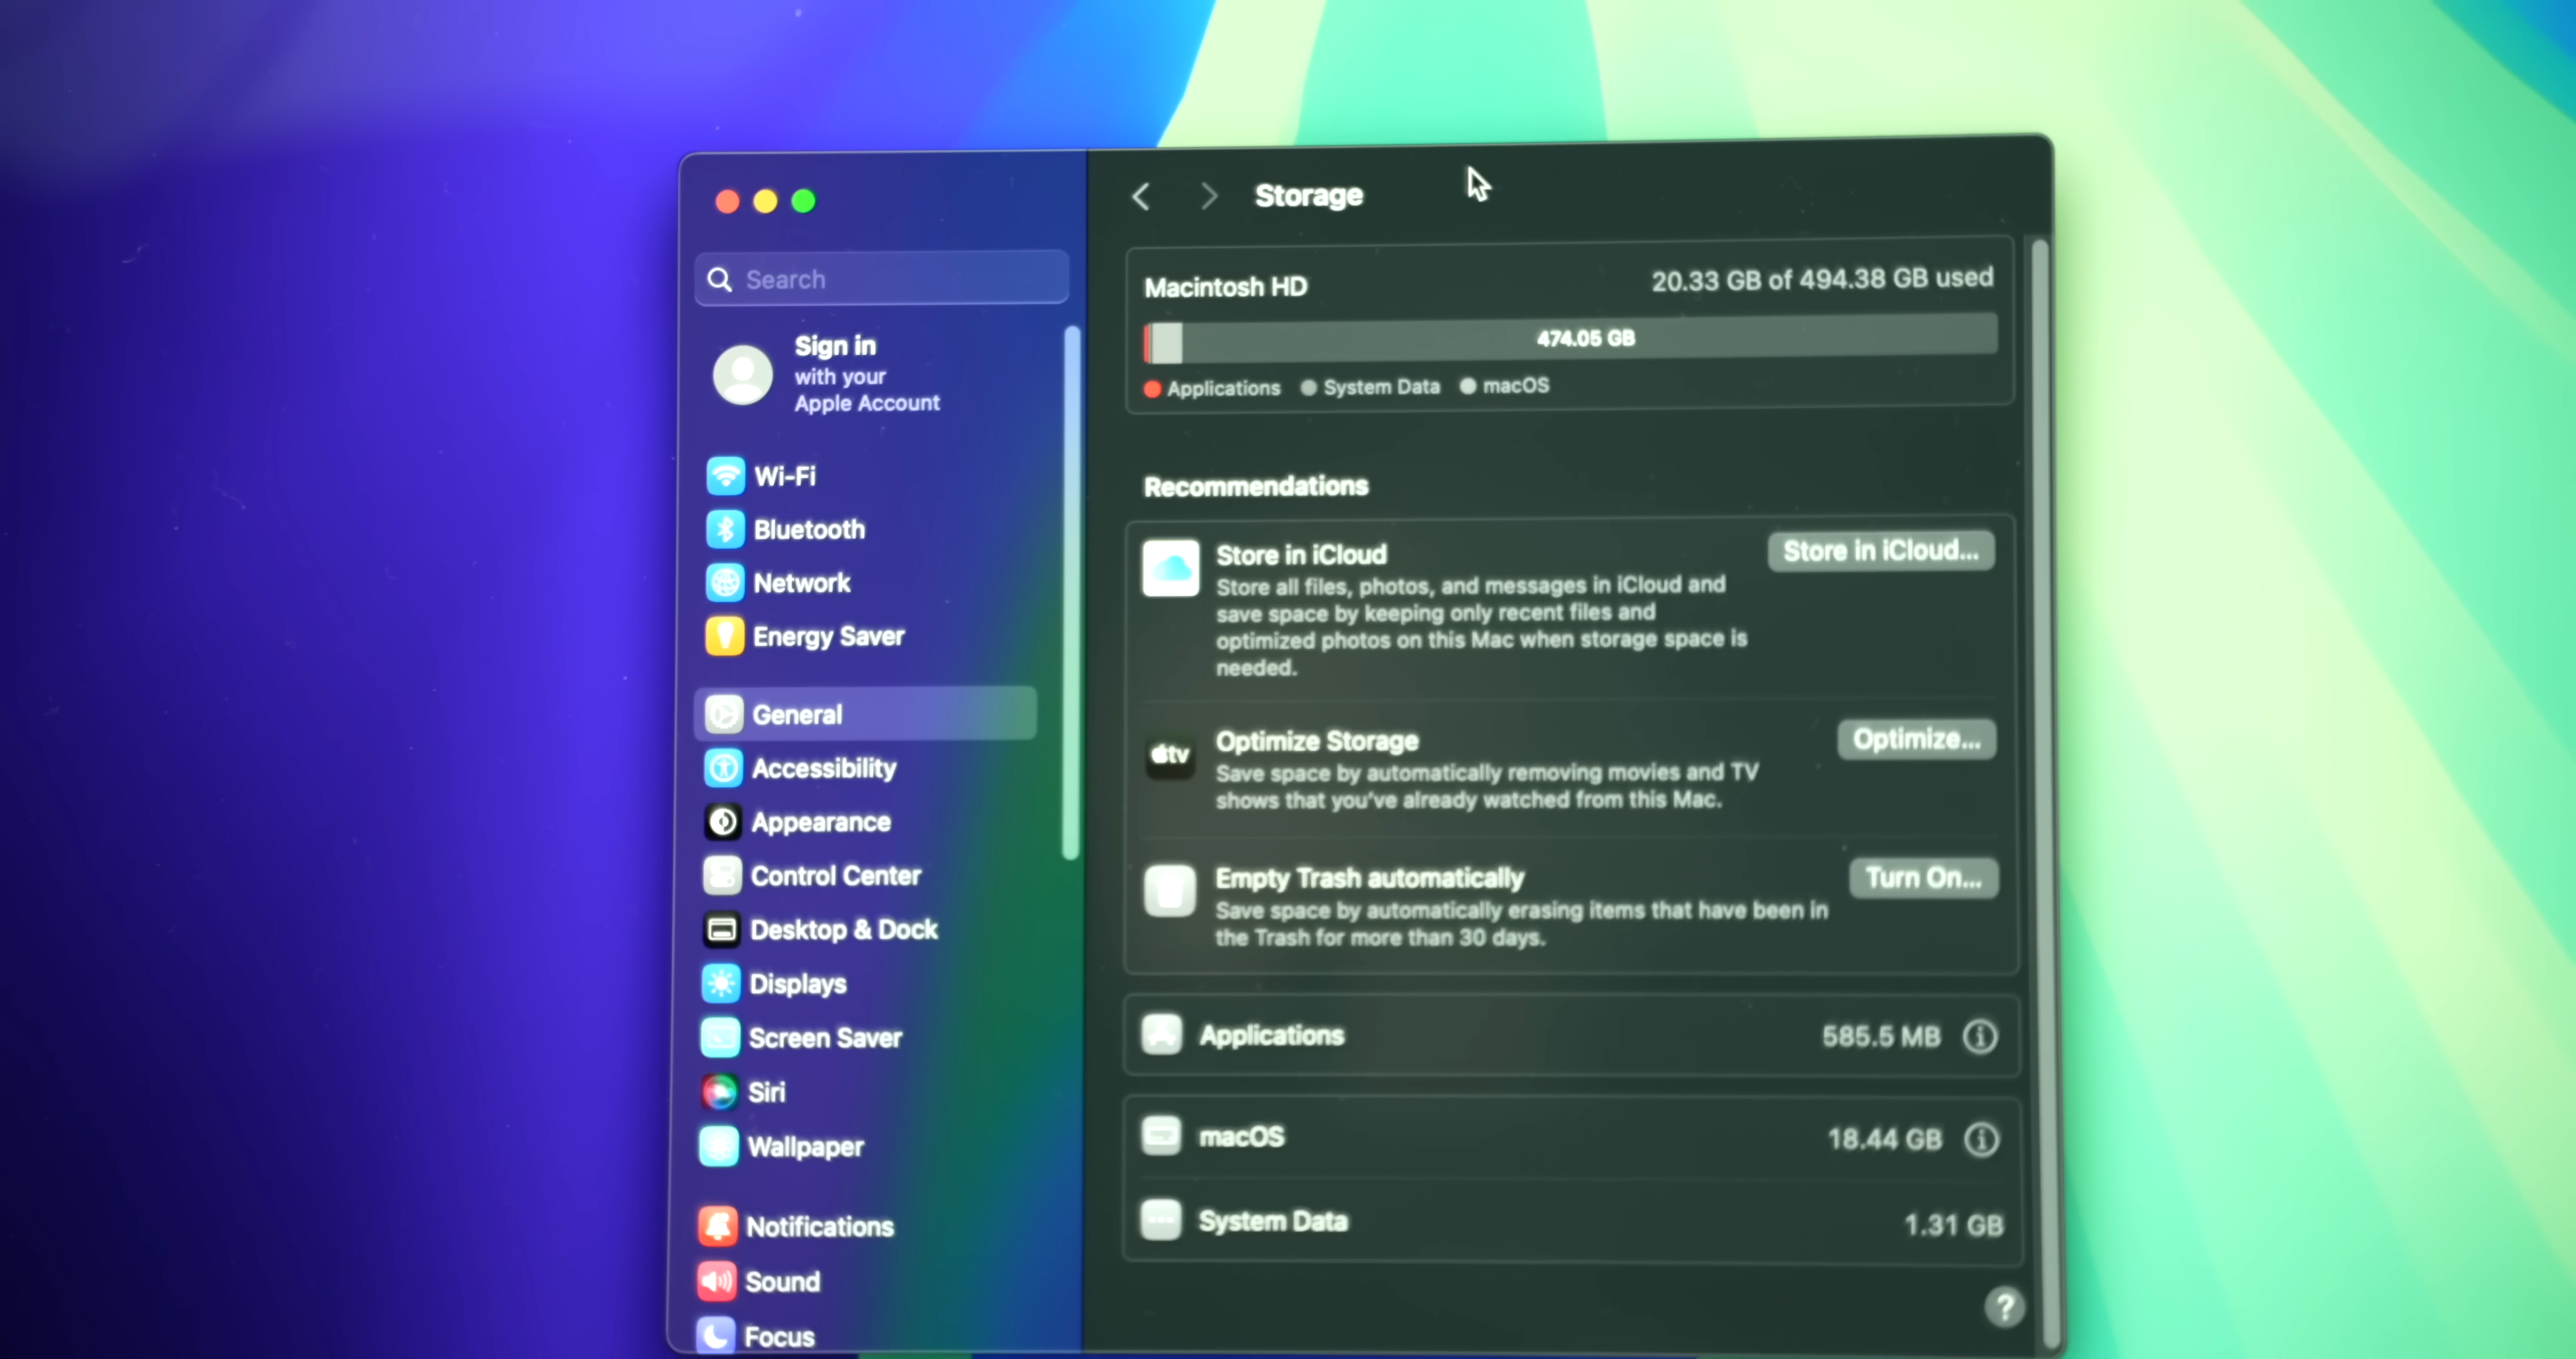 Search
Sign in
with your
Apple Account
Wi-Fi
Bluetooth
Network
Energy Saver
General
Accessibility
Appearance
Control Center
Desktop & Dock
Displays
Screen Saver
Siri
Wallpaper
Notifications
Sound
Focus
Storage
Macintosh HD
20.33 GB of 494.38 GB used
474.05 GB
Applications System Data macOS
Recommendations
Store in iCloud
Store in iCloud...
Store all files, photos, and messages in iCloud and
save space by keeping only recent files and
optimized photos on this Mac when storage space is
needed.
tv
Optimize Storage
Optimize...
Save space by automatically removing movies and TV
shows that you've already watched from this Mac.
Empty Trash automatically
Turn On...
Save space by automatically erasing items that have been in
the Trash for more than 30 days.
Applications 585.5 MB
macOS 18.44 GB
System Data 1.31 GB
?